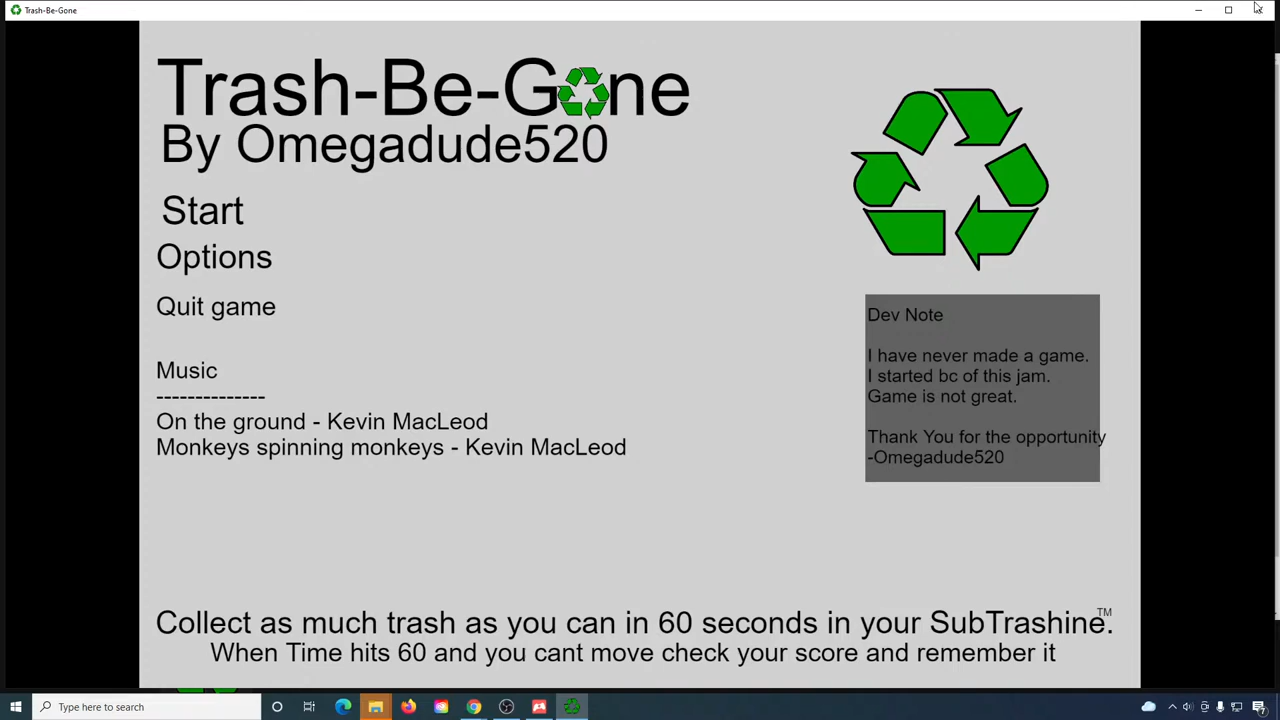 Trash-Be-Gone
Trash-Be-G ne
By Omegadude520
Start
Options
Quit game
Music
--------------
On the ground - Kevin MacLeod
Monkeys spinning monkeys - Kevin MacLeod
Dev Note
I have never made a game.
I started bc of this jam.
Game is not great.
Thank You for the opportunity
-Omegadude520
Collect as much trash as you can in 60 seconds in your SubTrashine.™
When Time hits 60 and you cant move check your score and remember it
Type here to search